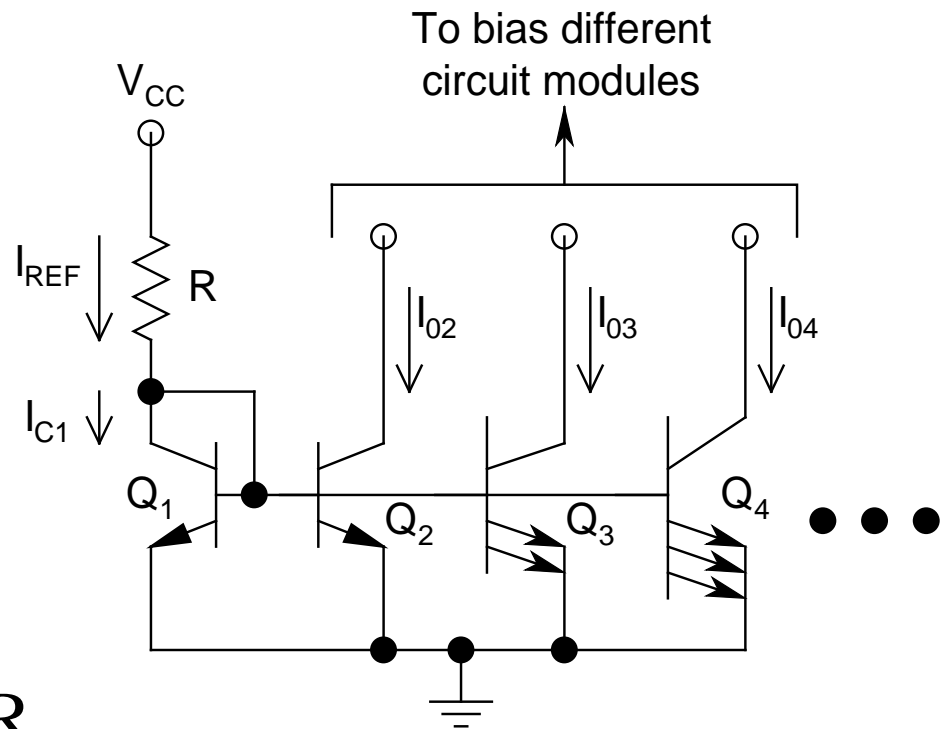 To bias different
circuit modules
V_CC
I_REF
R
I_02
I_03
I_04
I_C1
Q_1
Q_2
Q_3
Q_4
R